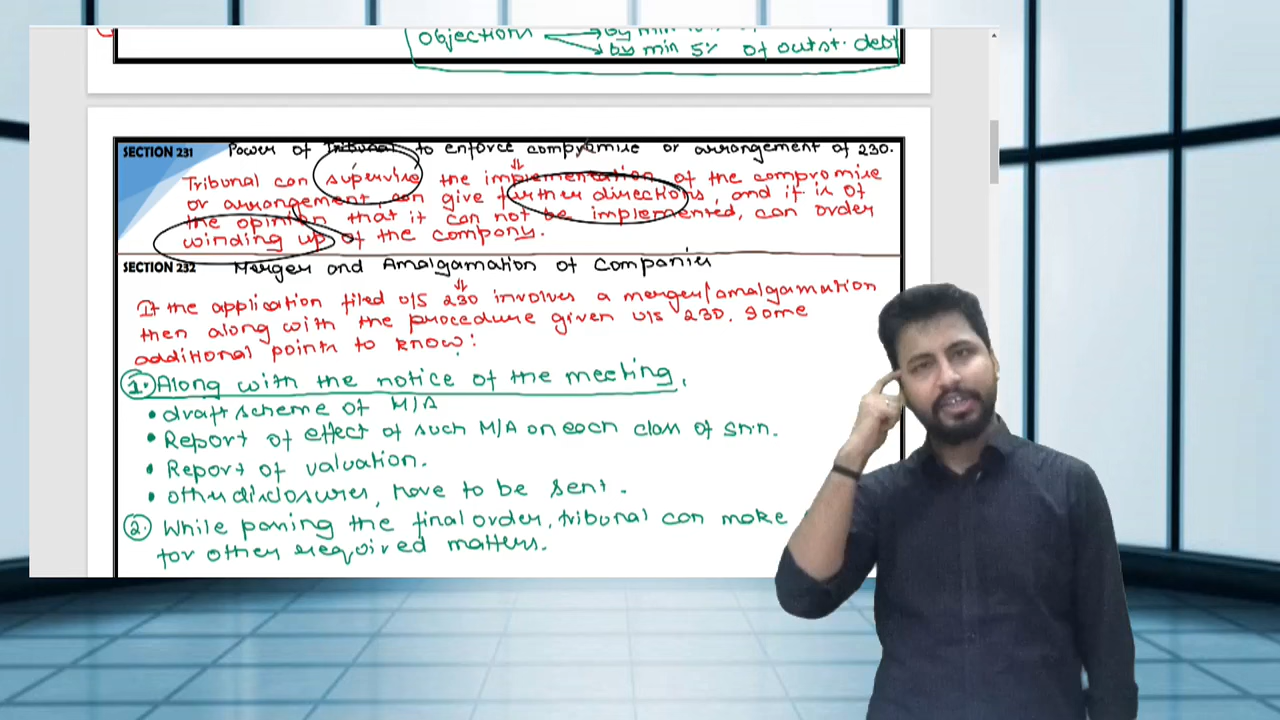 objections by min
by min 5% of outst. debt
SECTION 231 Power of Tribunal to enforce compromise or arrangement of 230.
Tribunal can supervise the implementation of the compromise
or arrangement, can give further directions, and if is of
the opinion that it can not be implemented, can order
winding up of the company.
SECTION 232 Merger and Amalgamation of Companies
If the application filed u/s 230 involves a merger/amalgamation
then along with the procedure given u/s 230. Some
additional points to know:
1. Along with the notice of the meeting,
• draft scheme of M/A
• Report of effect of such M/A on each class of SHH.
• Report of valuation.
• other disclosures, have to be sent.
2. While passing the final order, tribunal can make
for other required matters.